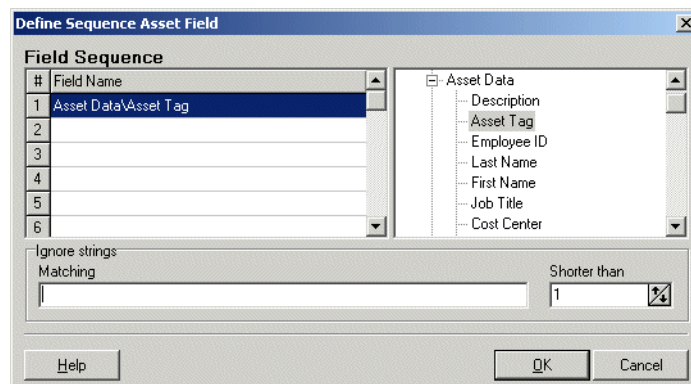 Define Sequence Asset Field
Field Sequence
# Field Name
1 Asset Data\Asset Tag
2
3
4
5
6
Asset Data
Description
Asset Tag
Employee ID
Last Name
First Name
Job Title
Cost Center
Ignore strings
Matching
Shorter than
1
Help
OK
Cancel